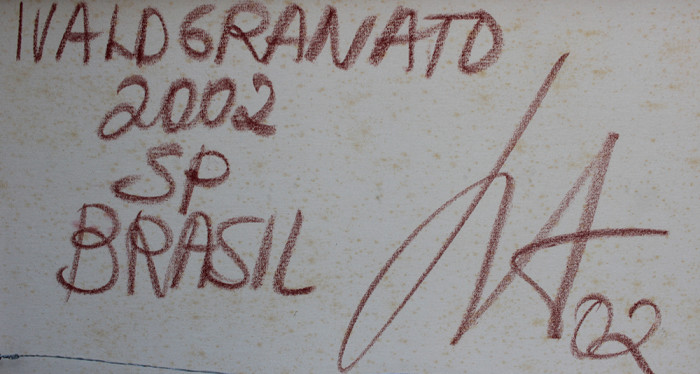 IVALDGRANATO
2002
SP
BRASIL
02